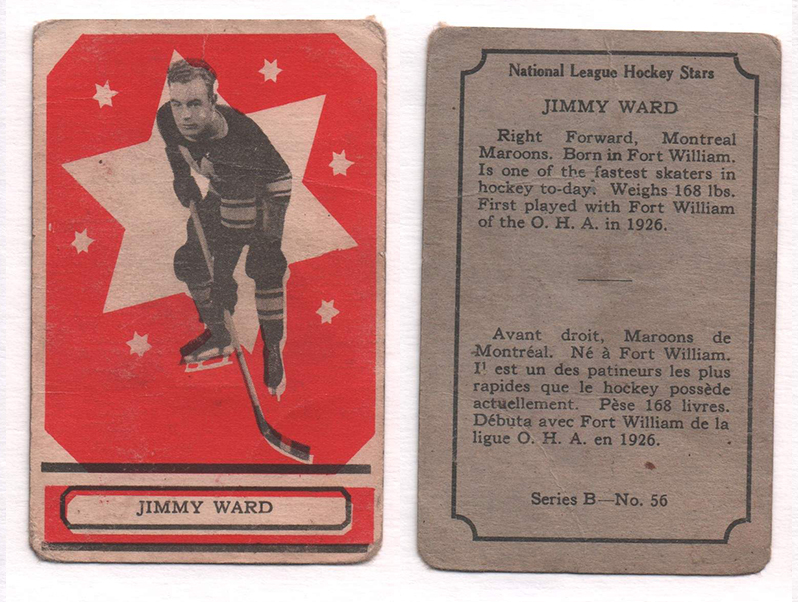 JIMMY WARD
National League Hockey Stars
JIMMY WARD
Right Forward, Montreal
Maroons. Born in Fort William.
Is one of the fastest skaters in
hockey to-day. Weighs 168 lbs.
First played with Fort William
of the O. H. A. in 1926.
Avant droit, Maroons de
Montréal. Né à Fort William.
Il est un des patineurs les plus
rapides que le hockey possède
actuellement. Pèse 168 livres.
Débuta avec Fort William de la
ligue O. H. A. en 1926.
Series B—No. 56